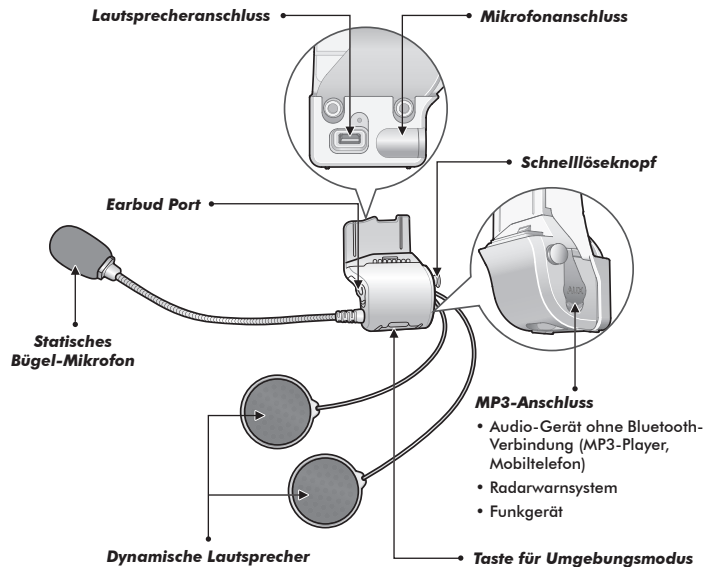 Lautsprecheranschluss
Mikrofonanschluss
Schnelllöseknopf
Earbud Port
AUX
Statisches
Bügel-Mikrofon
MP3-Anschluss
• Audio-Gerät ohne Bluetooth-
Verbindung (MP3-Player,
Mobiltelefon)
• Radarwarnsystem
• Funkgerät
Dynamische Lautsprecher
Taste für Umgebungsmodus